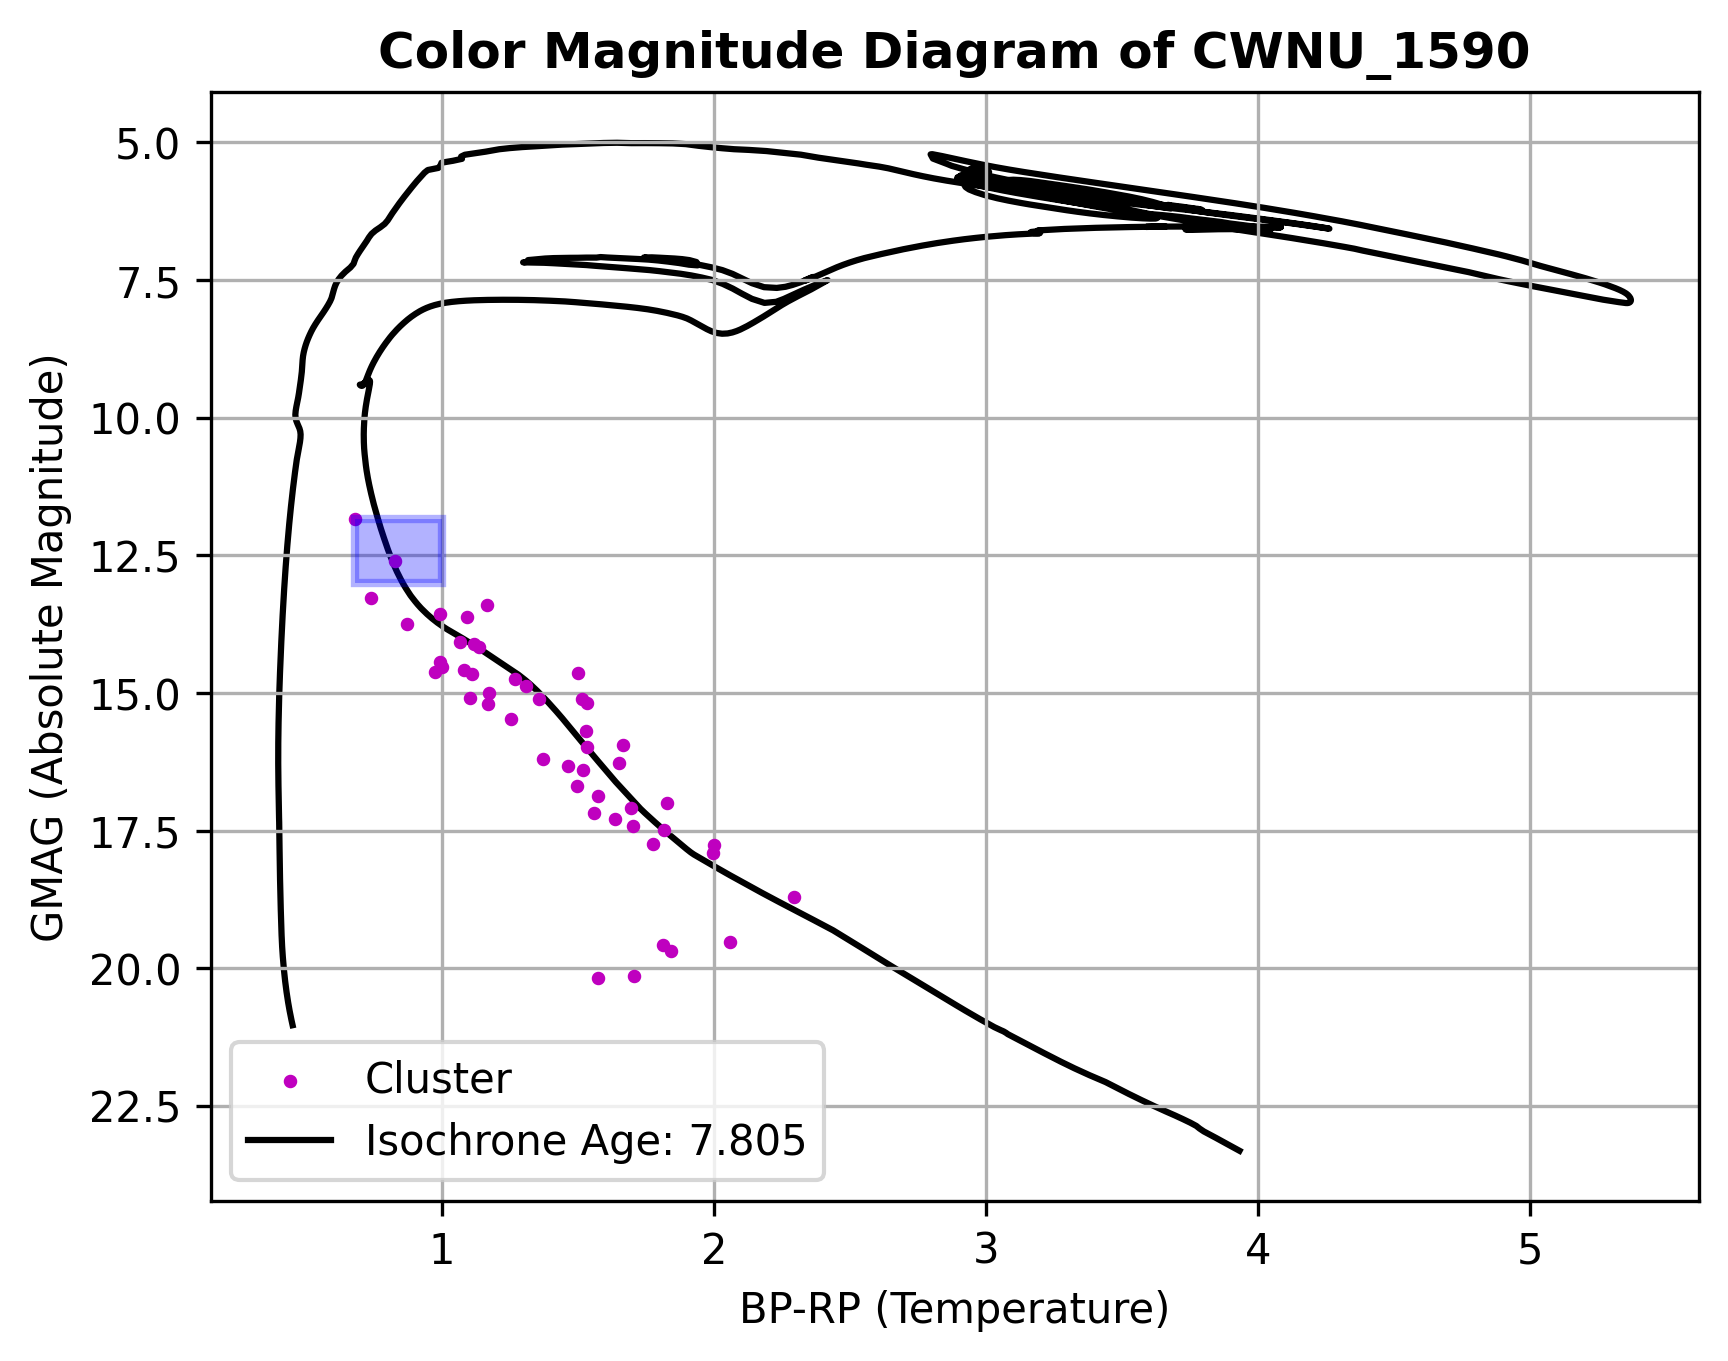 Color Magnitude Diagram of CWNU_1590
GMAG (Absolute Magnitude)
5.0
7.5
10.0
12.5
15.0
17.5
20.0
22.5
Cluster
Isochrone Age: 7.805
1 2 3 4 5
BP-RP (Temperature)